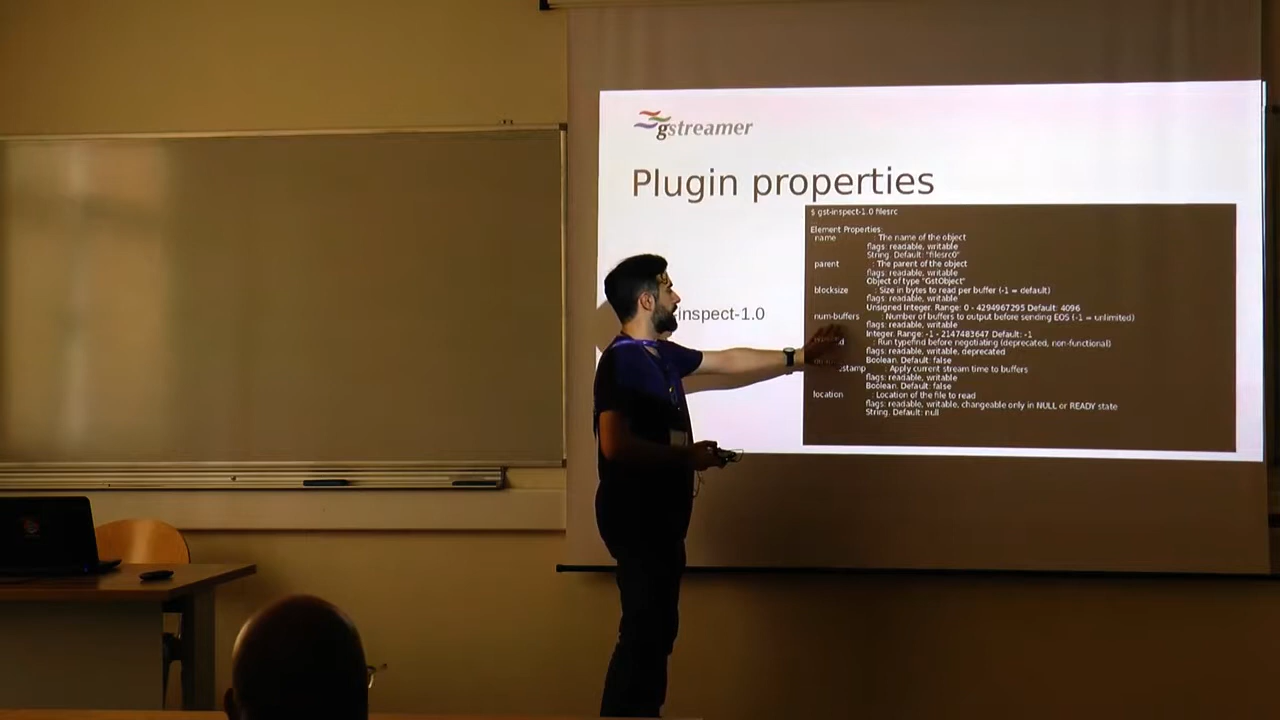 gstreamer
Plugin properties
$ gst-inspect-1.0 filesrc
Element Properties:
name : The name of the object
flags: readable, writable
String. Default: "filesrc0"
parent : The parent of the object
flags: readable, writable
Object of type "GstObject"
blocksize : Size in bytes to read per buffer (-1 = default)
flags: readable, writable
Unsigned Integer. Range: 0 - 4294967295 Default: 4096
num-buffers : Number of buffers to output before sending EOS (-1 = unlimited)
flags: readable, writable
Integer. Range: -1 - 2147483647 Default: -1
: Run typefind before negotiating (deprecated, non-functional)
flags: readable, writable, deprecated
Boolean. Default: false
stamp : Apply current stream time to buffers
flags: readable, writable
Boolean. Default: false
location : Location of the file to read
flags: readable, writable, changeable only in NULL or READY state
String. Default: null
-inspect-1.0